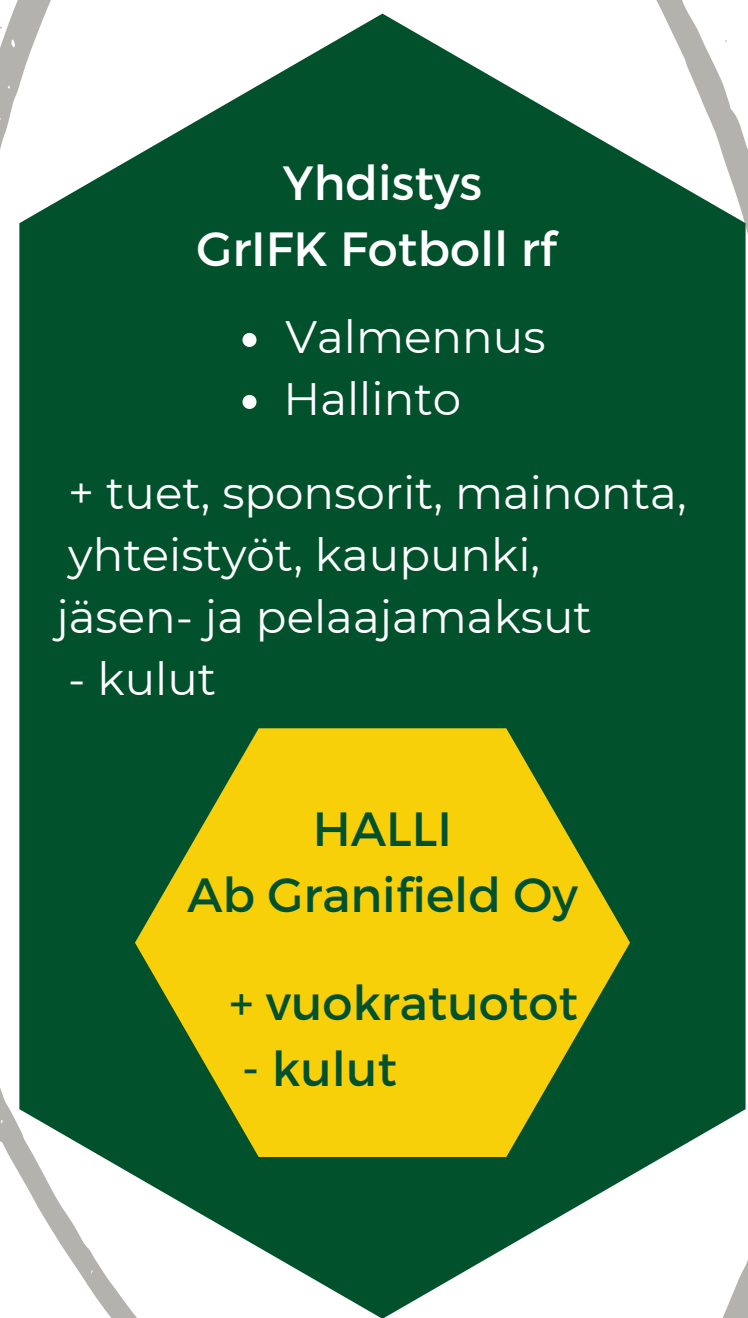 Yhdistys
GrIFK Fotboll rf
• Valmennus
• Hallinto
+ tuet, sponsorit, mainonta,
yhteistyöt, kaupunki,
jäsen- ja pelaajamaksut
- kulut
HALLI
Ab Granifield Oy
+ vuokratuotot
- kulut